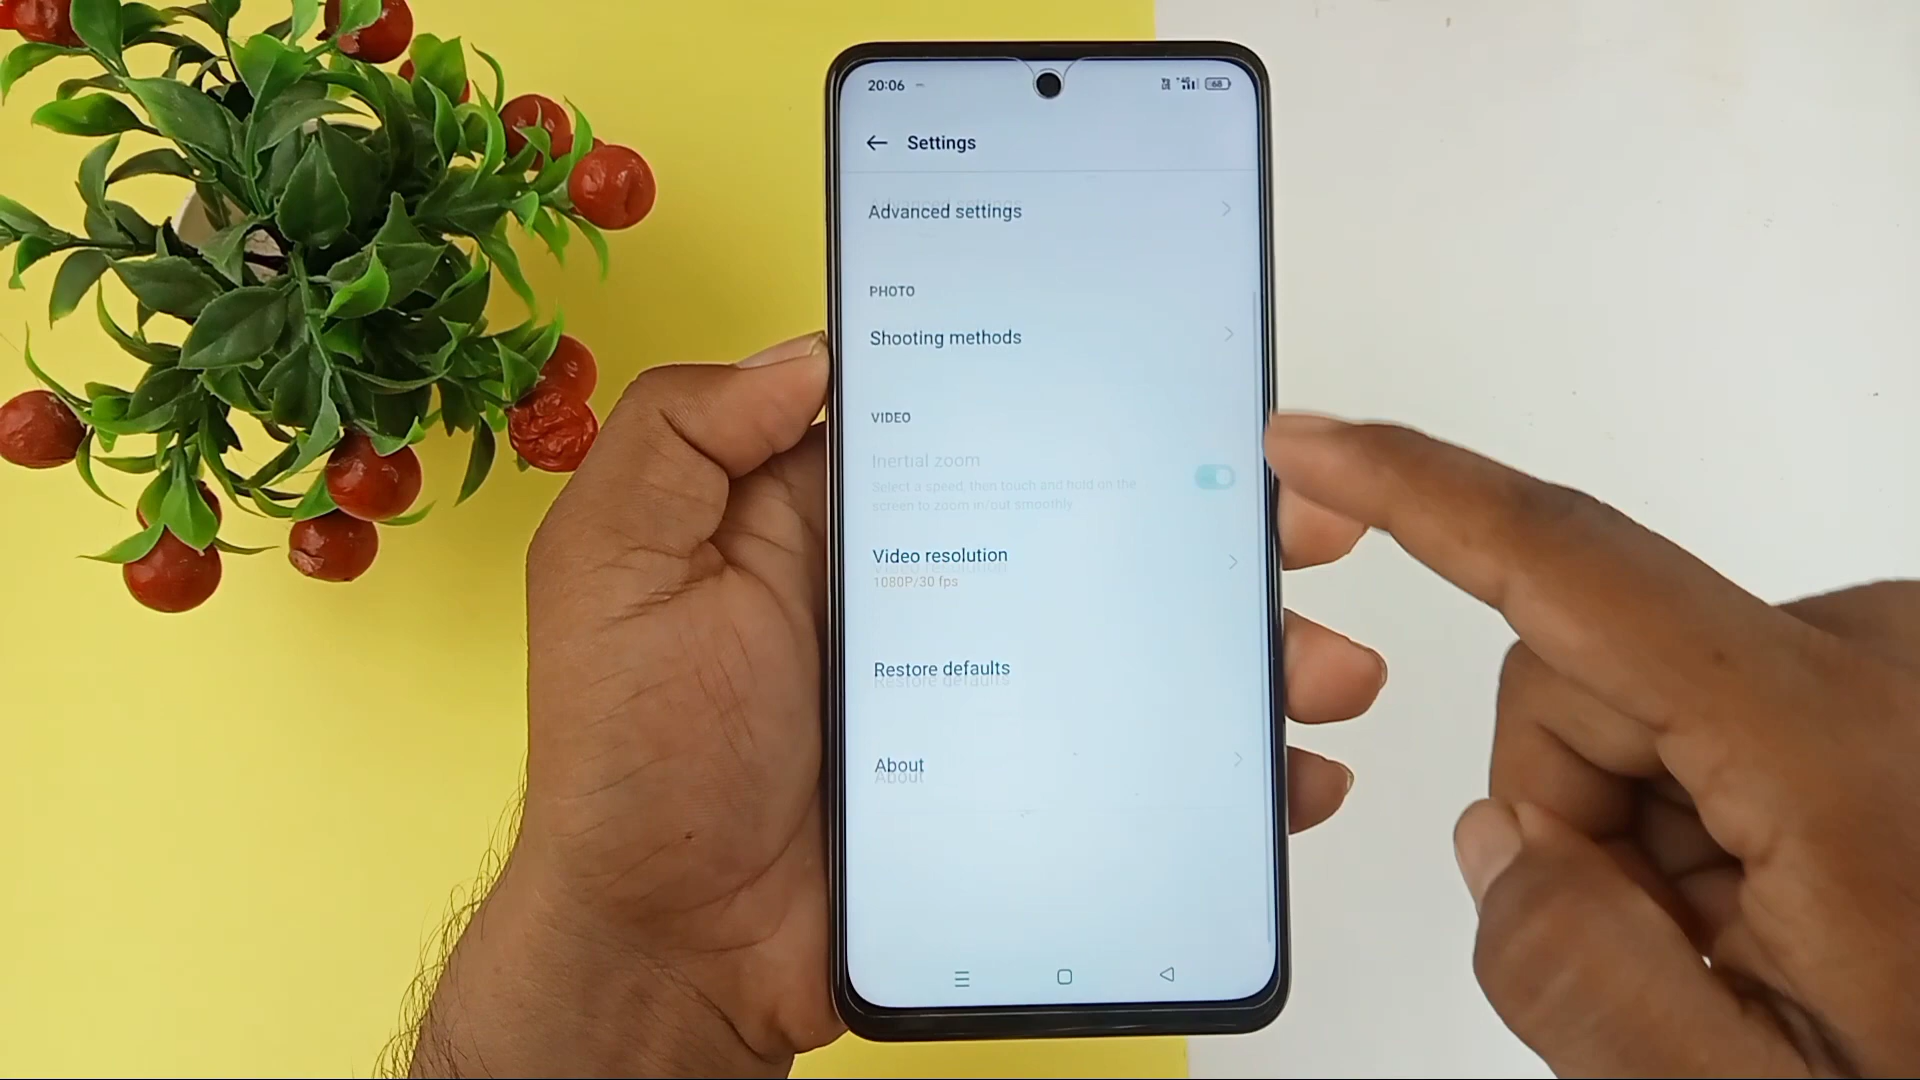 20:06
68
Settings
Advanced settings
PHOTO
Shooting methods
VIDEO
Inertial zoom
Select a speed, then touch and hold on the
screen to zoom in/out smoothly
Video resolution
1080P/30 fps
Restore defaults
About